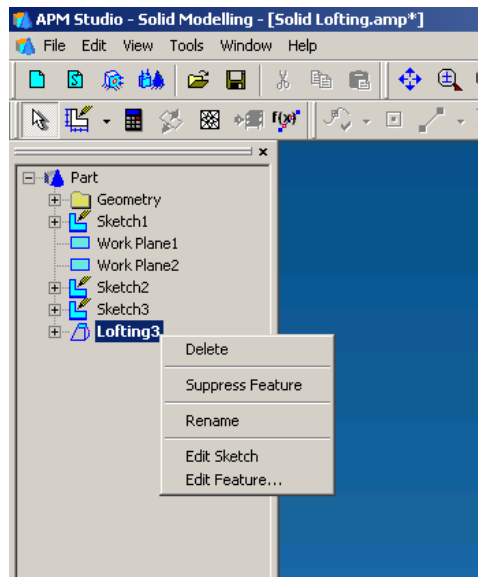 APM Studio - Solid Modelling - [Solid Lofting.amp*]
File Edit View Tools Window Help
f(x)
Part
Geometry
Sketch1
Work Plane1
Work Plane2
Sketch2
Sketch3
Lofting3
Delete
Suppress Feature
Rename
Edit Sketch
Edit Feature...